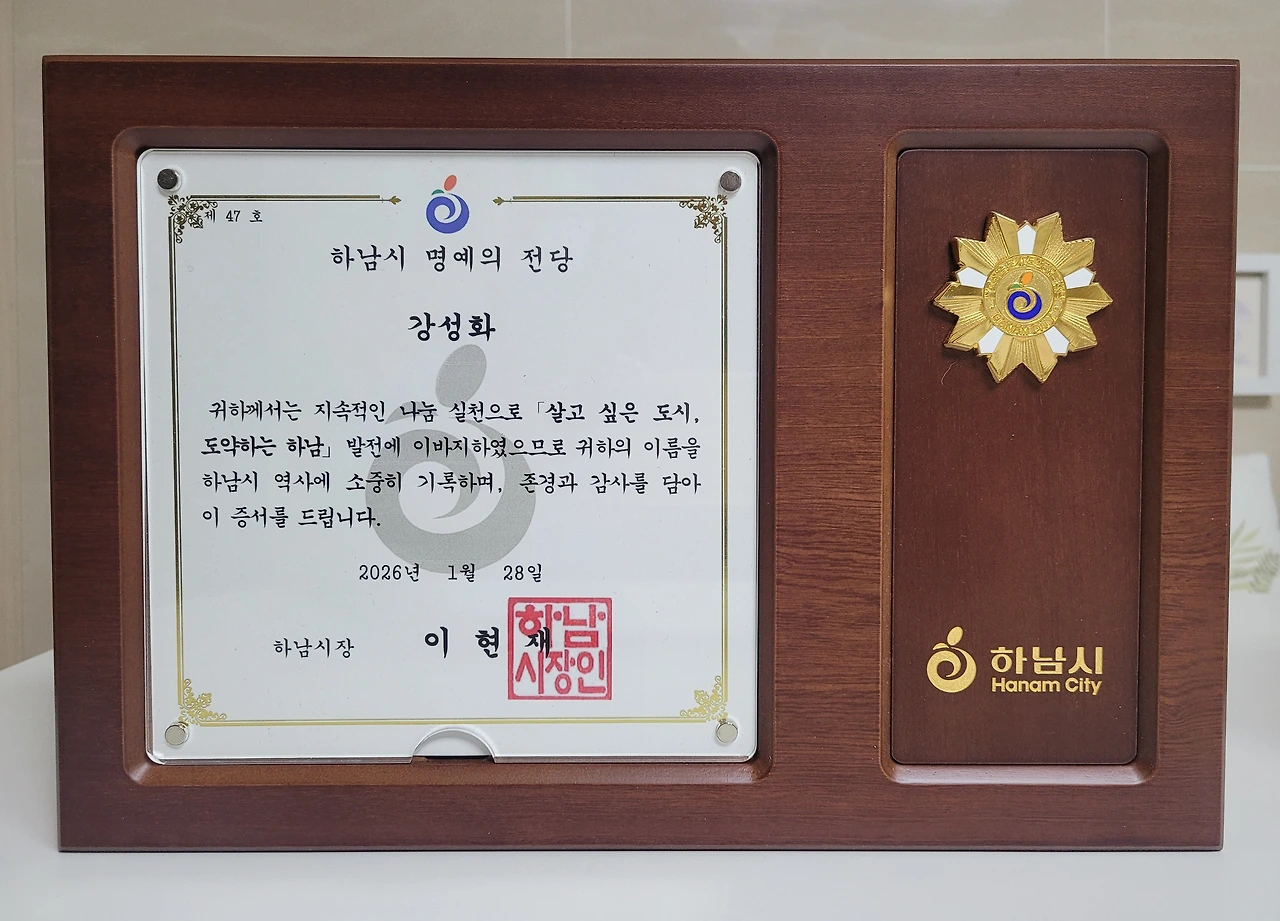 제 47 호
하남시 명예의 전당
강성화
귀하께서는 지속적인 나눔 실천으로 「살고 싶은 도시,
도약하는 하남」 발전에 이바지하였으므로 귀하의 이름을
하남시 역사에 소중히 기록하며, 존경과 감사를 담아
이 증서를 드립니다.
2026년 1월 28일
하남시장 이 현 재
하남
시장인
하남시
Hanam City